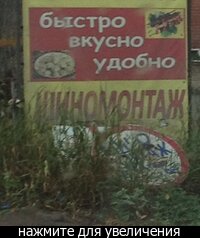 быстро
вкусно
удобно
ШИНОМОНТАЖ
нажмите для увеличения